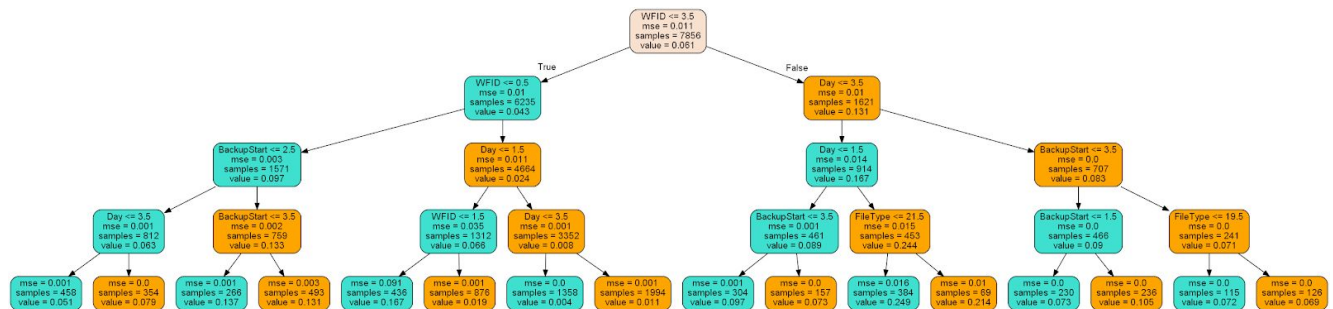 WFID <= 3.5
mse = 0.011
samples = 7856
value = 0.061
True
False
WFID <= 0.5
mse = 0.01
samples = 6235
value = 0.043
Day <= 3.5
mse = 0.01
samples = 1621
value = 0.131
BackupStart <= 2.5
mse = 0.003
samples = 1571
value = 0.097
Day <= 1.5
mse = 0.011
samples = 4664
value = 0.024
Day <= 1.5
mse = 0.014
samples = 914
value = 0.167
BackupStart <= 3.5
mse = 0.0
samples = 707
value = 0.083
Day <= 3.5
mse = 0.001
samples = 812
value = 0.063
BackupStart <= 3.5
mse = 0.002
samples = 759
value = 0.133
WFID <= 1.5
mse = 0.035
samples = 1312
value = 0.066
Day <= 3.5
mse = 0.001
samples = 3352
value = 0.008
BackupStart <= 3.5
mse = 0.001
samples = 461
value = 0.089
FileType <= 21.5
mse = 0.015
samples = 453
value = 0.244
BackupStart <= 1.5
mse = 0.0
samples = 466
value = 0.09
FileType <= 19.5
mse = 0.0
samples = 241
value = 0.071
mse = 0.001
samples = 458
value = 0.051
mse = 0.0
samples = 354
value = 0.079
mse = 0.001
samples = 266
value = 0.137
mse = 0.003
samples = 493
value = 0.131
mse = 0.091
samples = 436
value = 0.167
mse = 0.001
samples = 876
value = 0.019
mse = 0.0
samples = 1358
value = 0.004
mse = 0.001
samples = 1994
value = 0.011
mse = 0.001
samples = 304
value = 0.097
mse = 0.0
samples = 157
value = 0.073
mse = 0.016
samples = 384
value = 0.249
mse = 0.01
samples = 69
value = 0.214
mse = 0.0
samples = 230
value = 0.073
mse = 0.0
samples = 236
value = 0.105
mse = 0.0
samples = 115
value = 0.072
mse = 0.0
samples = 126
value = 0.069